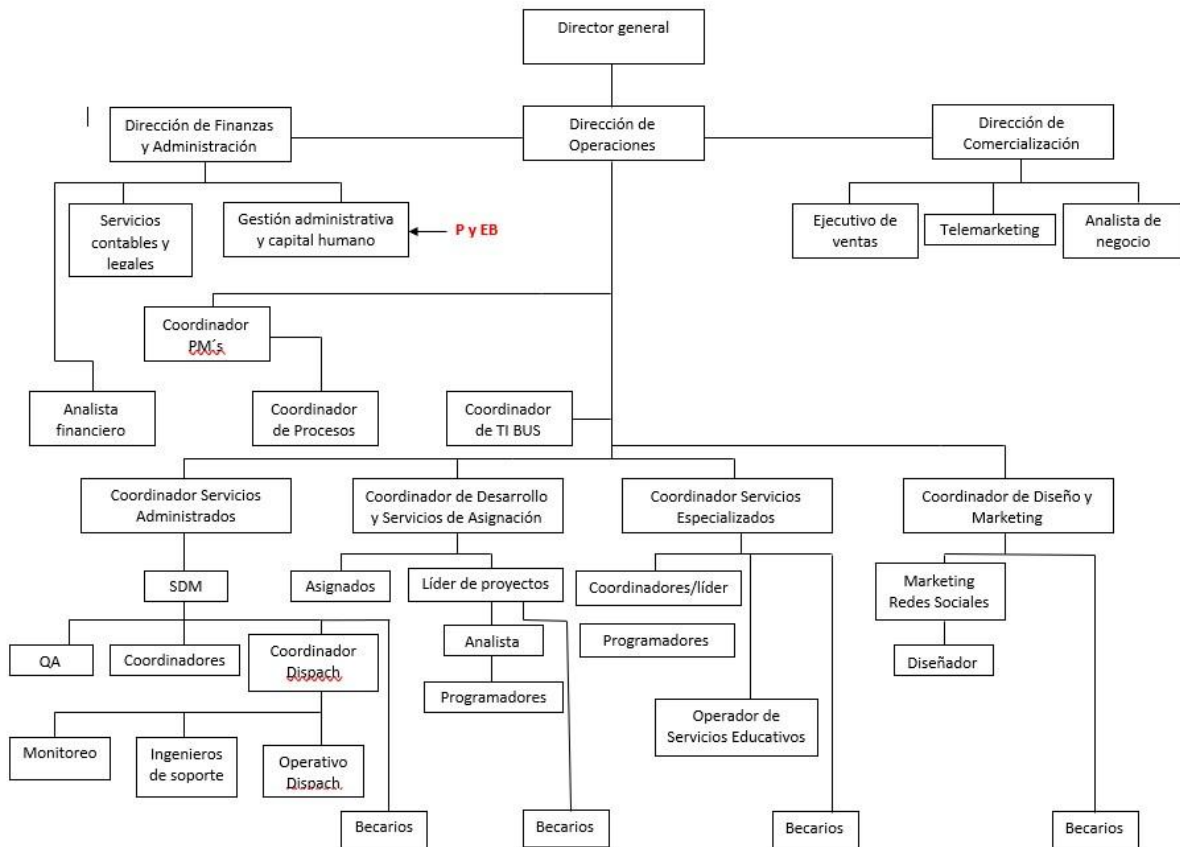 Director general
Dirección de Finanzas
y Administración
Dirección de
Operaciones
Dirección de
Comercialización
Servicios
contables y
legales
Gestión administrativa
y capital humano
P y EB
Ejecutivo de
ventas
Telemarketing
Analista de
negocio
Coordinador
PM´s
Analista
financiero
Coordinador
de Procesos
Coordinador
de TI BUS
Coordinador Servicios
Administrados
Coordinador de Desarrollo
y Servicios de Asignación
Coordinador Servicios
Especializados
Coordinador de Diseño y
Marketing
SDM
Asignados
Líder de proyectos
Coordinadores/líder
Marketing
Redes Sociales
QA
Coordinadores
Coordinador
Dispach
Analista
Programadores
Diseñador
Programadores
Monitoreo
Ingenieros
de soporte
Operativo
Dispach
Operador de
Servicios Educativos
Becarios
Becarios
Becarios
Becarios